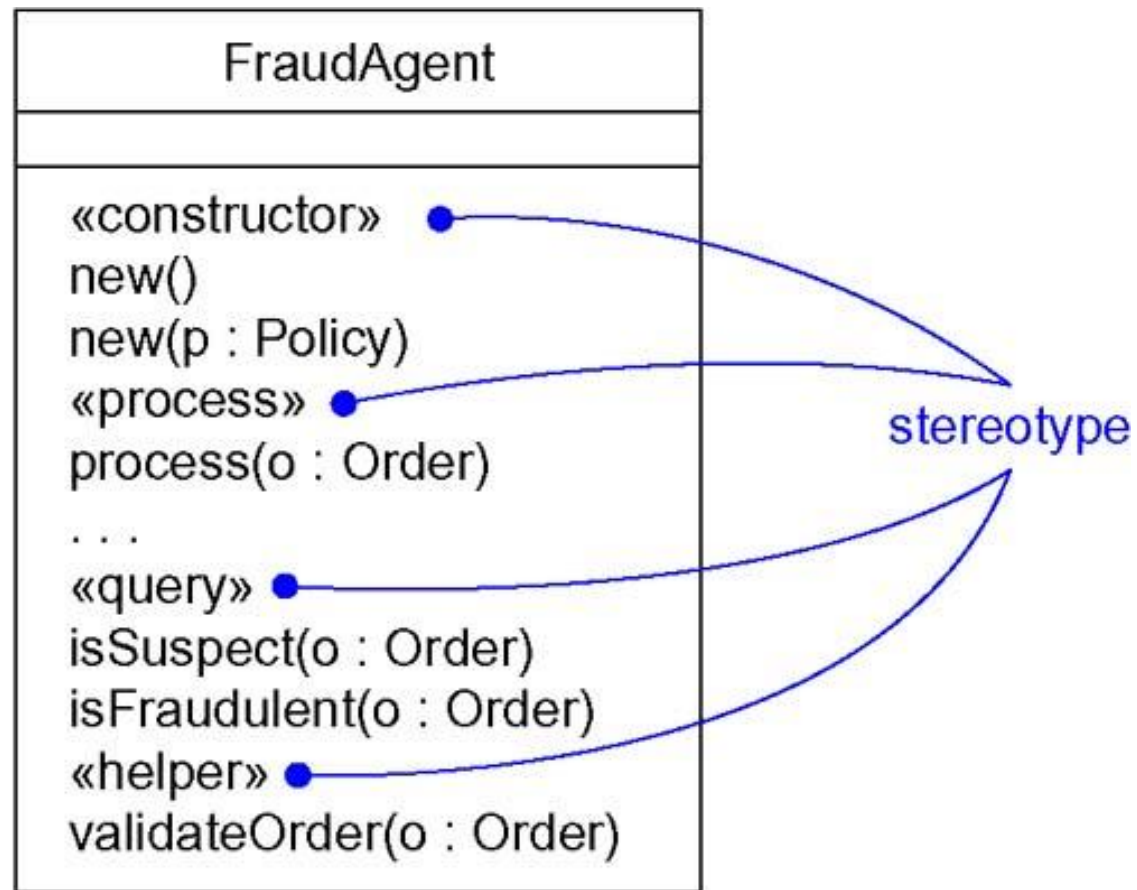 FraudAgent
«constructor»
new()
new(p : Policy)
«process»
process(o : Order)
. . .
«query»
isSuspect(o : Order)
isFraudulent(o : Order)
«helper»
validateOrder(o : Order)
stereotype